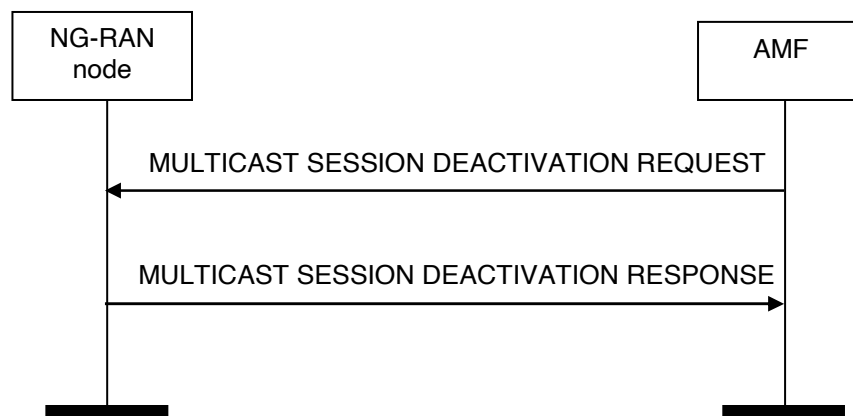 NG-RAN
node
AMF
MULTICAST SESSION DEACTIVATION REQUEST
MULTICAST SESSION DEACTIVATION RESPONSE